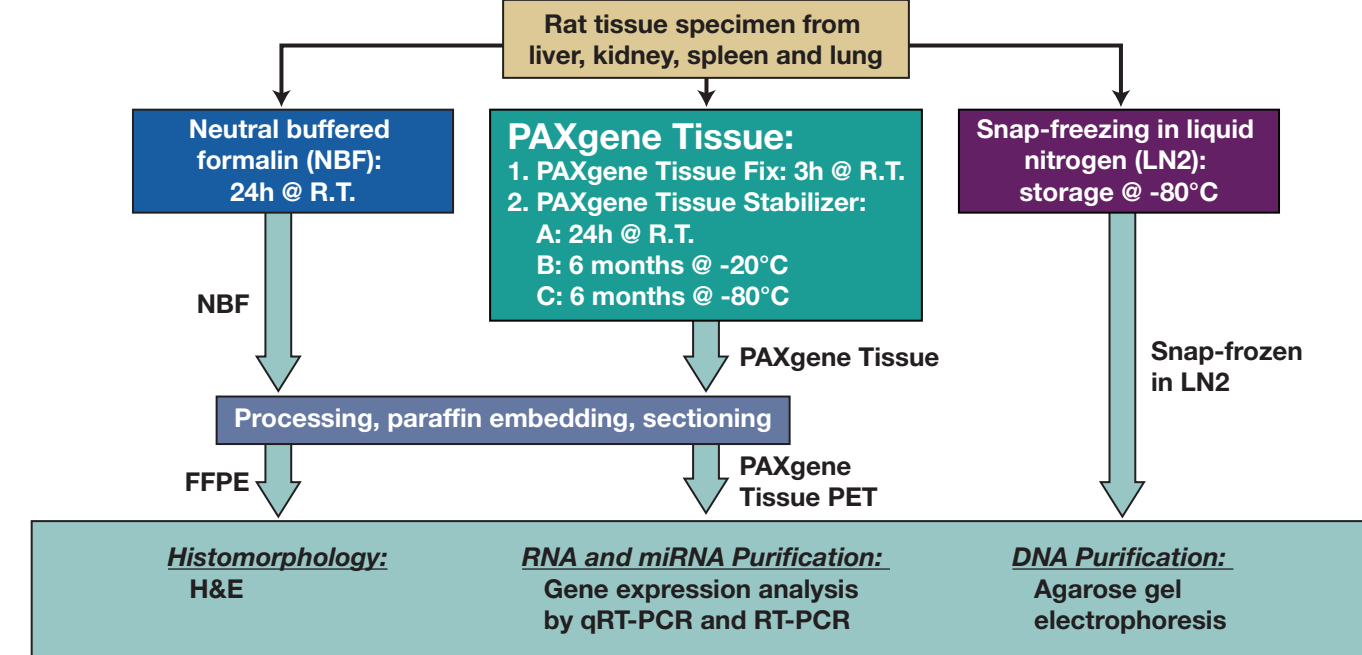 Rat tissue specimen from
liver, kidney, spleen and lung
Neutral buffered
formalin (NBF):
24h @ R.T.
PAXgene Tissue:
1. PAXgene Tissue Fix: 3h @ R.T.
2. PAXgene Tissue Stabilizer:
A: 24h @ R.T.
B: 6 months @ -20°C
C: 6 months @ -80°C
Snap-freezing in liquid
nitrogen (LN2):
storage @ -80°C
NBF
PAXgene Tissue
Snap-frozen
in LN2
Processing, paraffin embedding, sectioning
FFPE
PAXgene
Tissue PET
Histomorphology:
H&E
RNA and miRNA Purification:
Gene expression analysis
by qRT-PCR and RT-PCR
DNA Purification:
Agarose gel
electrophoresis